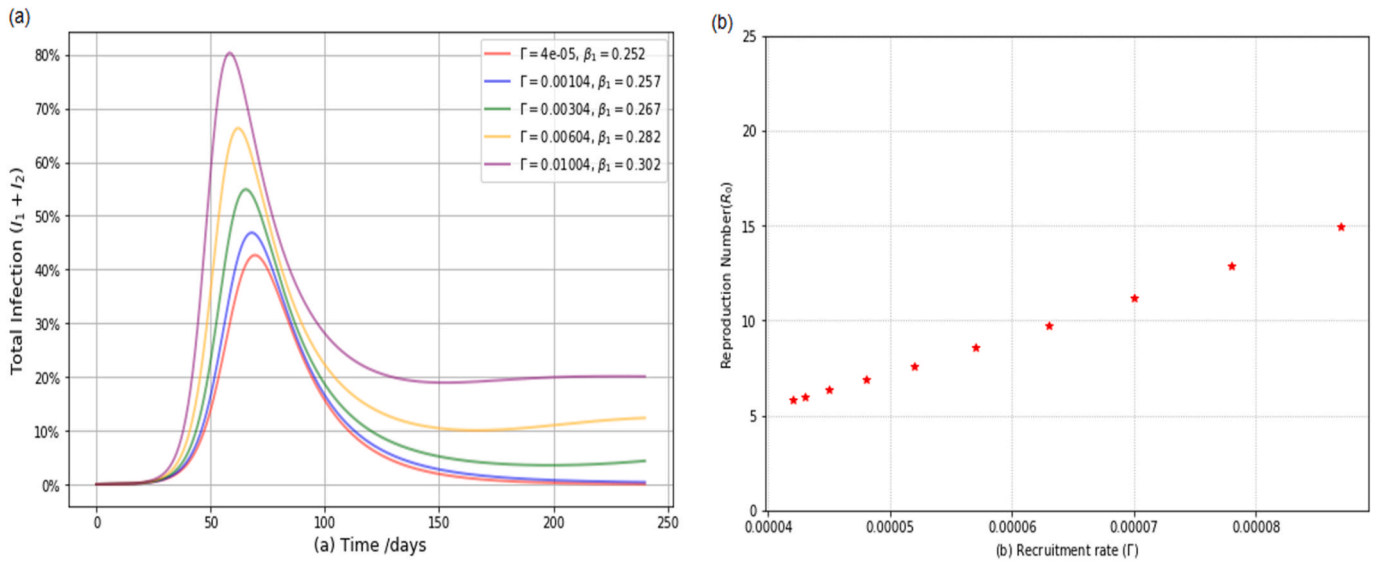 (a)
Γ = 4e-05, β₁ = 0.252
Γ = 0.00104, β₁ = 0.257
Γ = 0.00304, β₁ = 0.267
Γ = 0.00604, β₁ = 0.282
Γ = 0.01004, β₁ = 0.302
80%
70%
60%
50%
40%
30%
20%
10%
0%
Total Infection (I₁ + I₂)
0
50
100
150
200
250
(a) Time /days
(b)
25
20
15
10
5
0
Reproduction Number(R₀)
0.00004
0.00005
0.00006
0.00007
0.00008
(b) Recruitment rate (Γ)